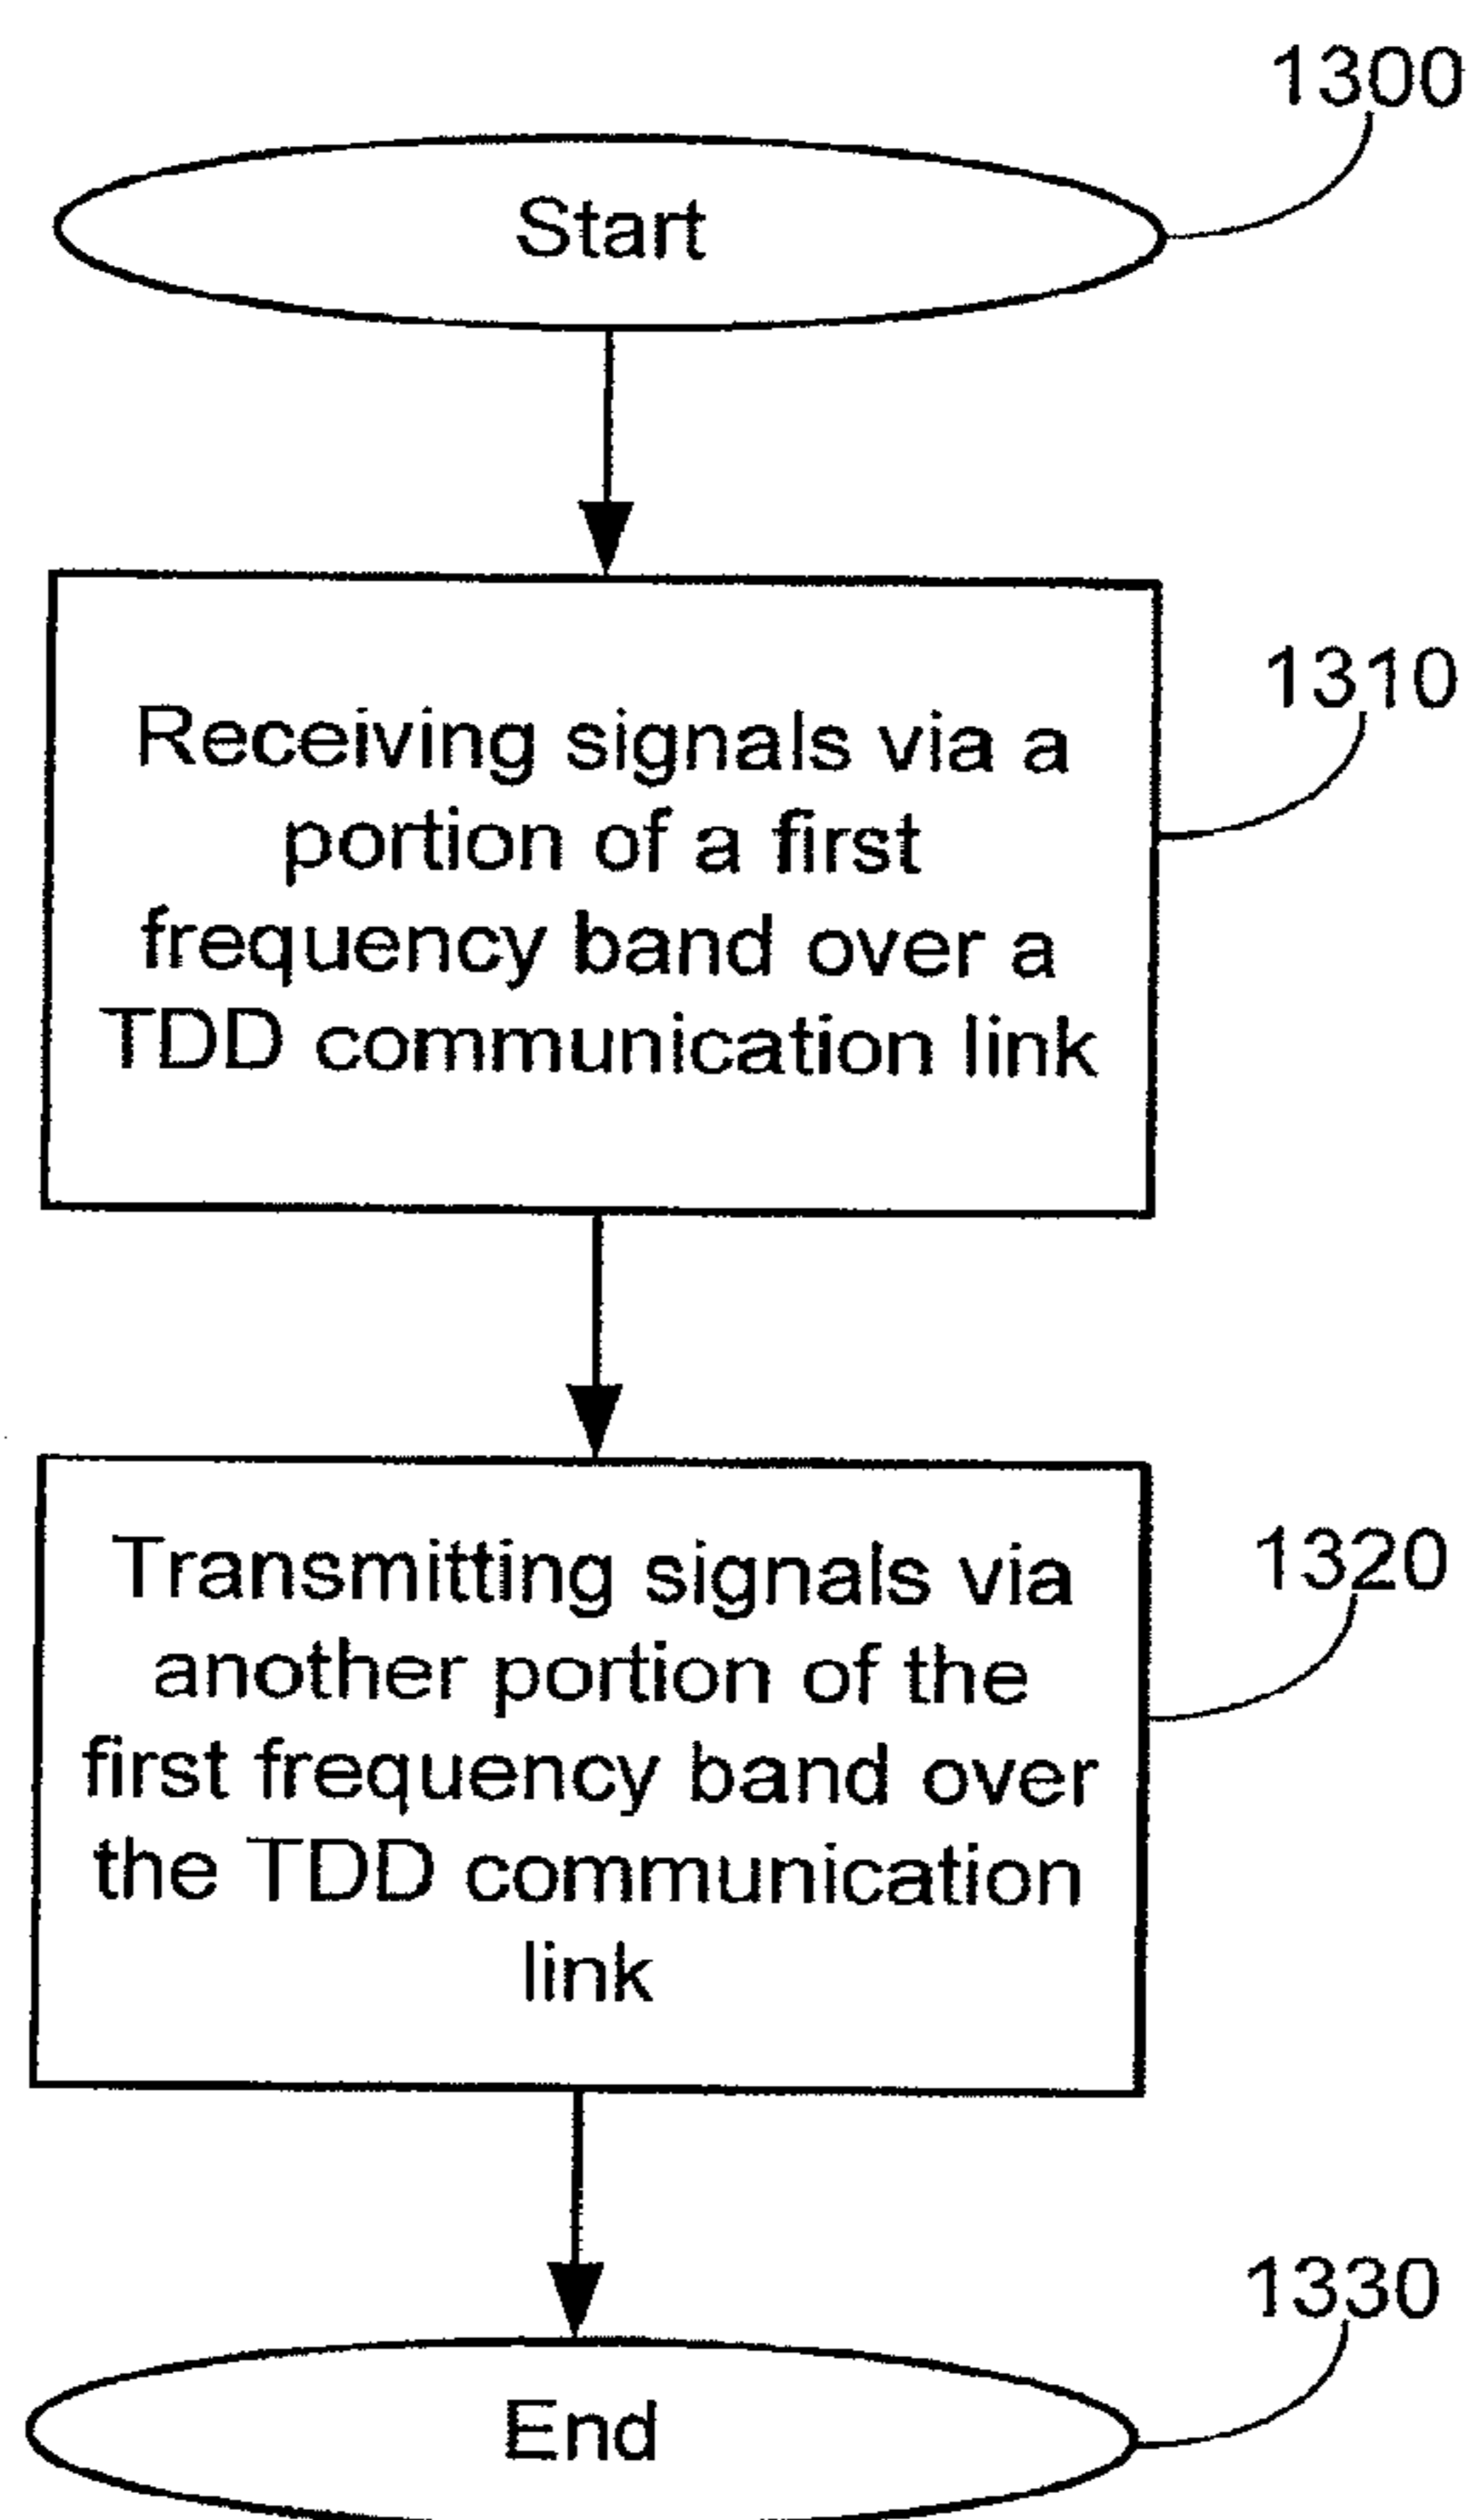 1300
Start
1310
Receiving signals via a
portion of a first
frequency band over a
TDD communication link
1320
Transmitting signals via
another portion of the
first frequency band over
the TDD communication
link
1330
End